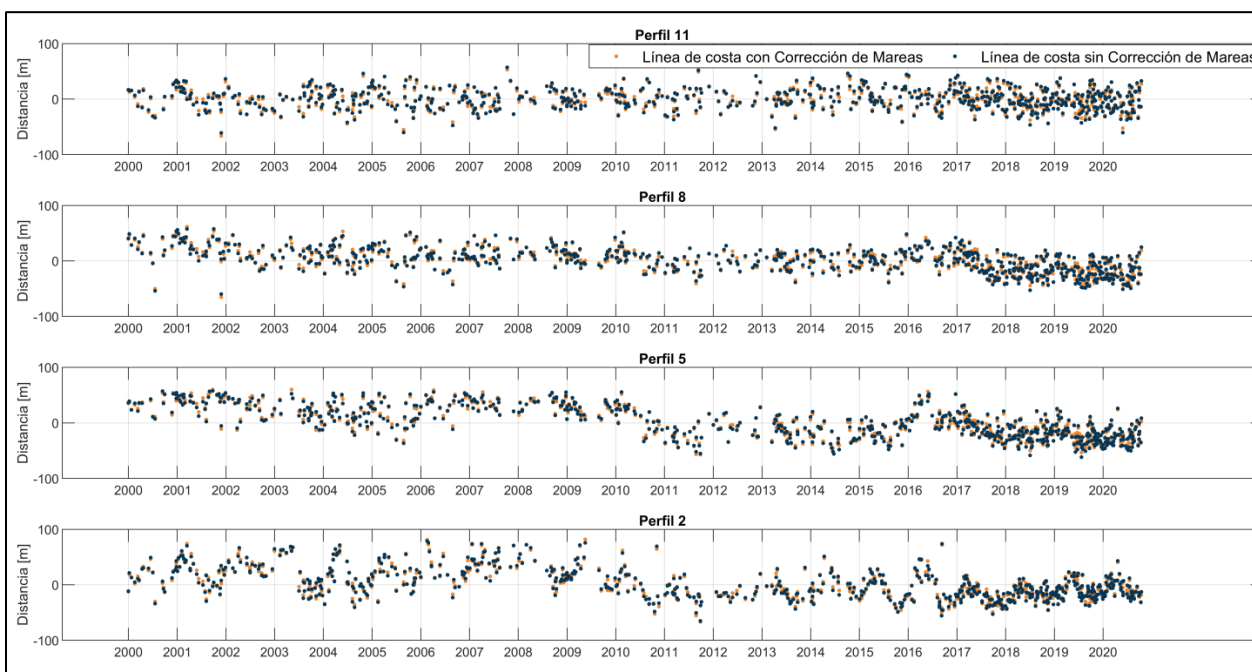 Perfil 11
Línea de costa con Corrección de Mareas Línea de costa sin Corrección de Mareas
Distancia [m]
100
0
-100
2000 2001 2002 2003 2004 2005 2006 2007 2008 2009 2010 2011 2012 2013 2014 2015 2016 2017 2018 2019 2020
Perfil 8
Distancia [m]
100
0
-100
2000 2001 2002 2003 2004 2005 2006 2007 2008 2009 2010 2011 2012 2013 2014 2015 2016 2017 2018 2019 2020
Perfil 5
Distancia [m]
100
0
-100
2000 2001 2002 2003 2004 2005 2006 2007 2008 2009 2010 2011 2012 2013 2014 2015 2016 2017 2018 2019 2020
Perfil 2
Distancia [m]
100
0
-100
2000 2001 2002 2003 2004 2005 2006 2007 2008 2009 2010 2011 2012 2013 2014 2015 2016 2017 2018 2019 2020